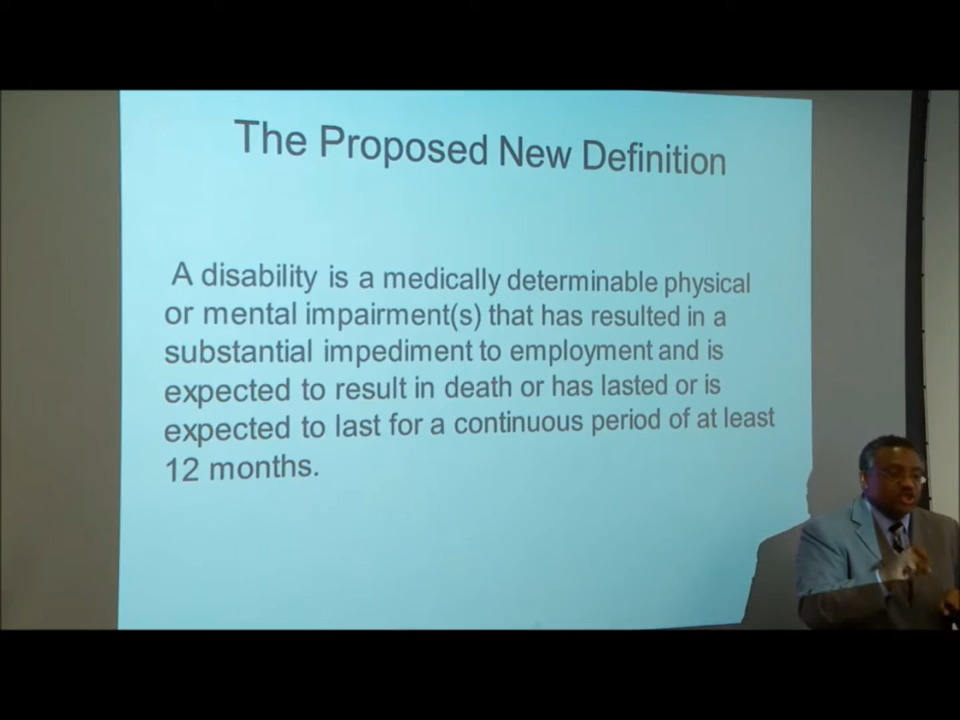 The Proposed New Definition
A disability is a medically determinable physical
or mental impairment(s) that has resulted in a
substantial impediment to employment and is
expected to result in death or has lasted or is
expected to last for a continuous period of at least
12 months.